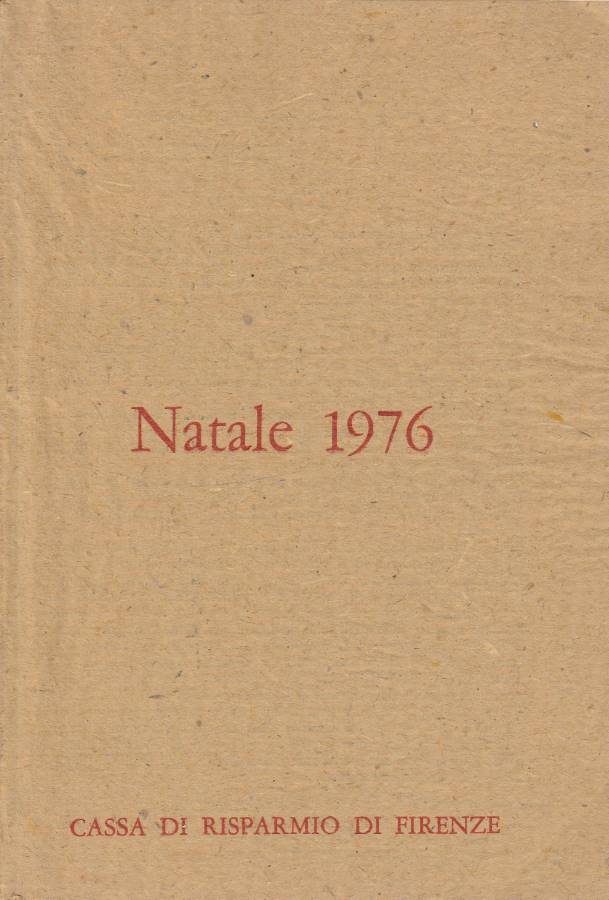 Natale 1976
CASSA DI RISPARMIO DI FIRENZE